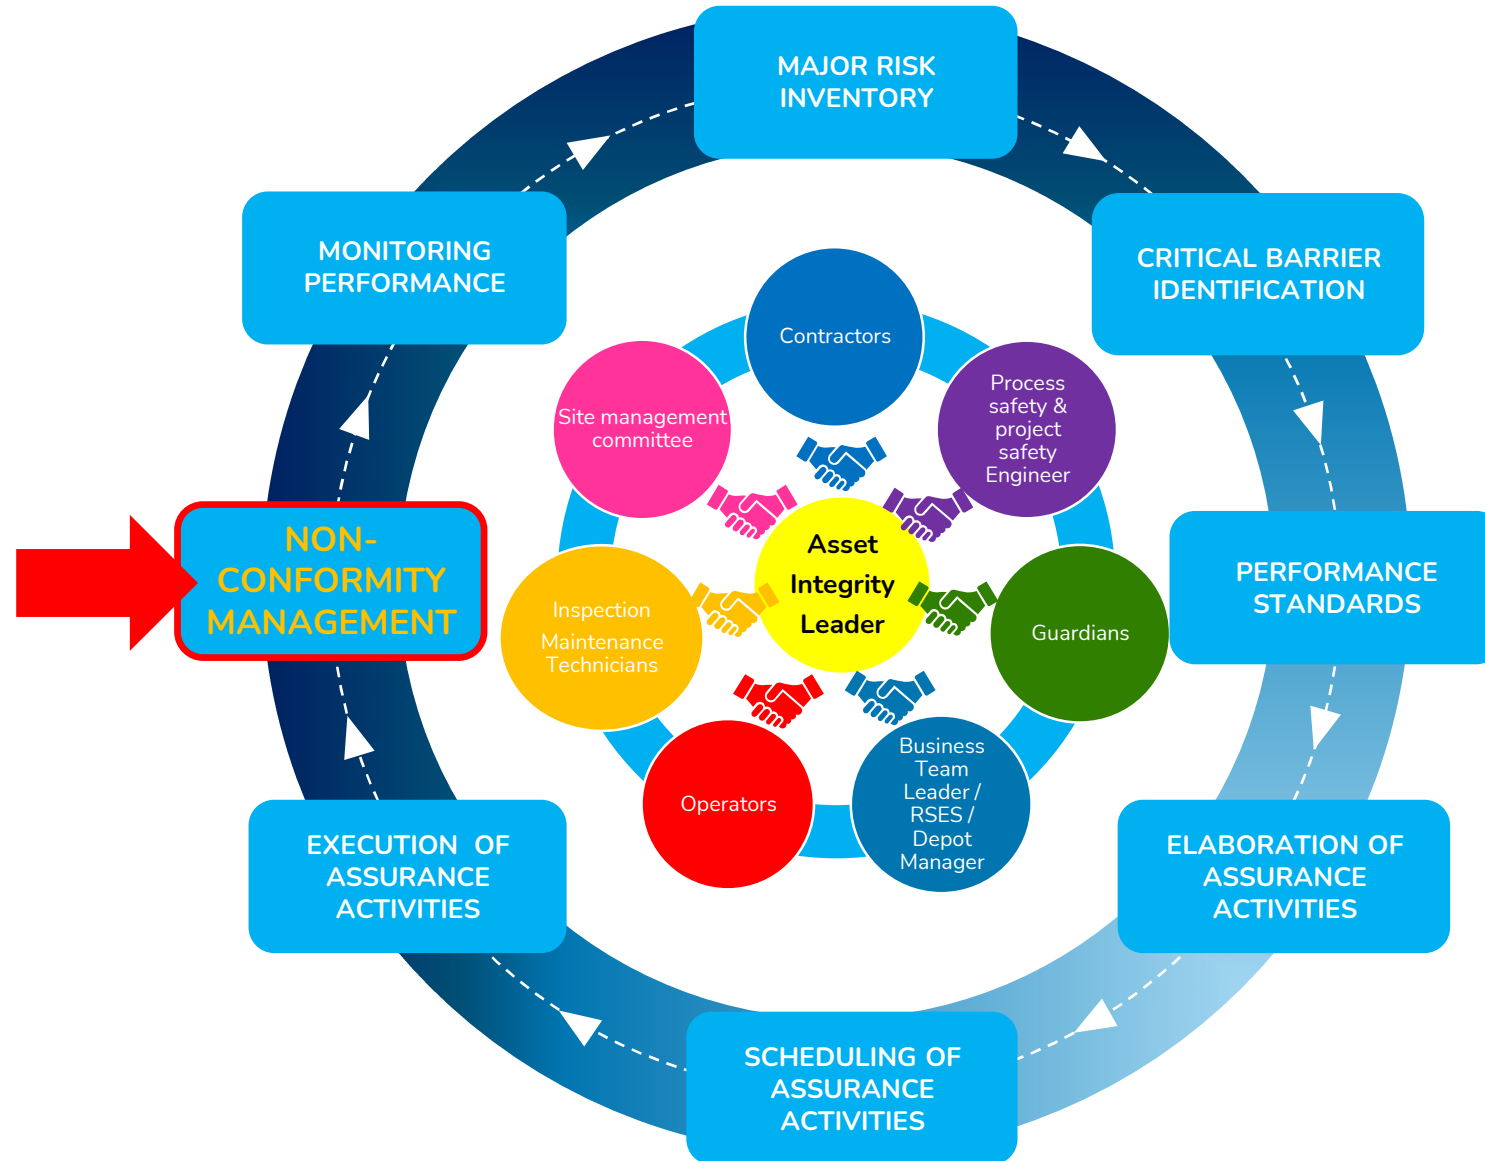 MAJOR RISK
INVENTORY
CRITICAL BARRIER
IDENTIFICATION
PERFORMANCE
STANDARDS
ELABORATION OF
ASSURANCE
ACTIVITIES
SCHEDULING OF
ASSURANCE
ACTIVITIES
EXECUTION OF
ASSURANCE
ACTIVITIES
NON-
CONFORMITY
MANAGEMENT
MONITORING
PERFORMANCE
Contractors
Process
safety &
project
safety
Engineer
Guardians
Business
Team
Leader /
RSES /
Depot
Manager
Operators
Inspection
Maintenance
Technicians
Site management
committee
Asset
Integrity
Leader